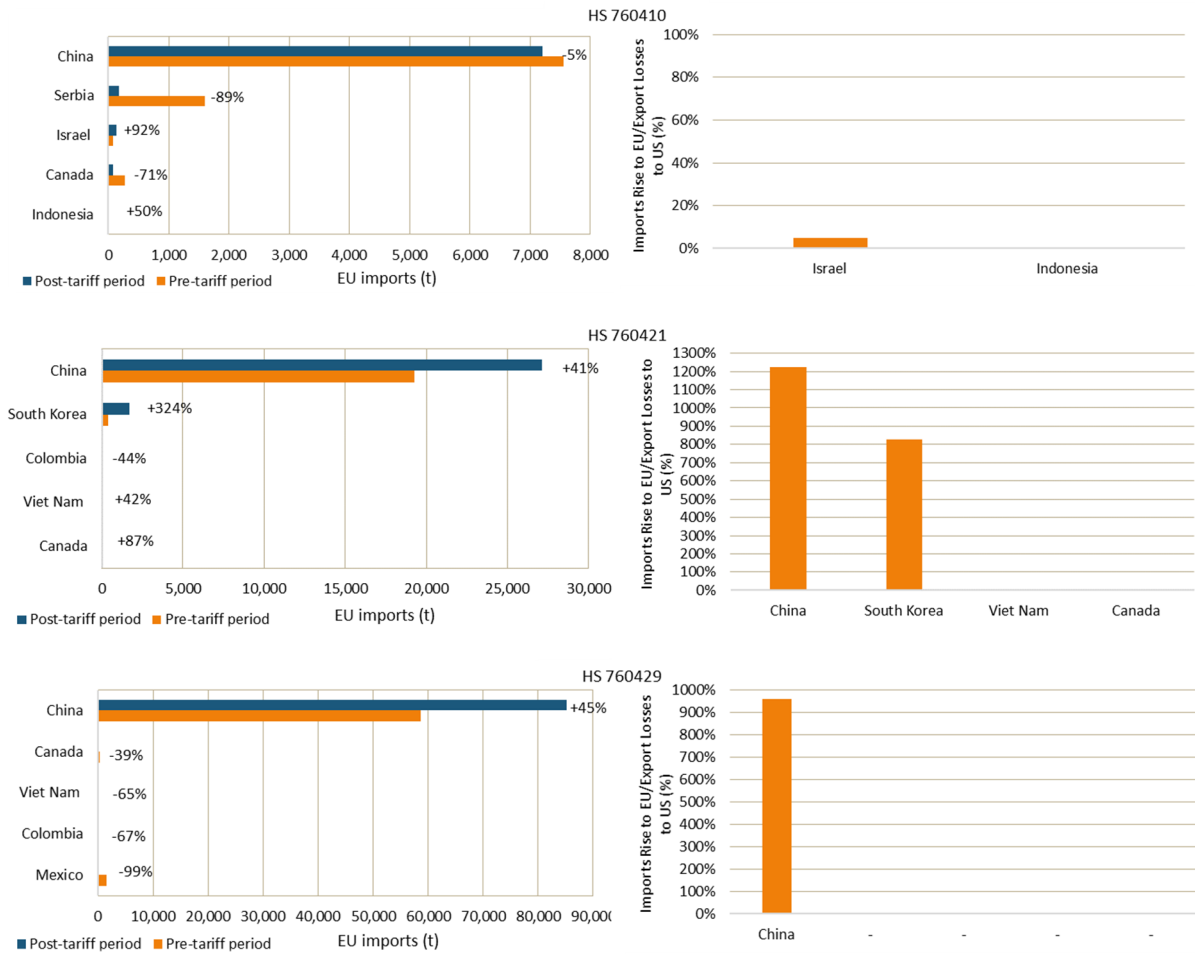 HS 760410
China
Serbia
Israel
Canada
Indonesia
-5%
-89%
+92%
-71%
+50%
0 1,000 2,000 3,000 4,000 5,000 6,000 7,000 8,000
EU imports (t)
Post-tariff period Pre-tariff period
Imports Rise to EU/Export Losses
to US (%)
100%
80%
60%
40%
20%
0%
Israel Indonesia
HS 760421
China
South Korea
Colombia
Viet Nam
Canada
+41%
+324%
-44%
+42%
+87%
0 5,000 10,000 15,000 20,000 25,000 30,000
EU imports (t)
Post-tariff period Pre-tariff period
Imports Rise to EU/Export Losses to
US (%)
1300%
1200%
1100%
1000%
900%
800%
700%
600%
500%
400%
300%
200%
100%
0%
China South Korea Viet Nam Canada
HS 760429
China
Canada
Viet Nam
Colombia
Mexico
+45%
-39%
-65%
-67%
-99%
0 10,000 20,000 30,000 40,000 50,000 60,000 70,000 80,000 90,00
EU imports (t)
Post-tariff period Pre-tariff period
Imports Rise to EU/Export Losses
to US (%)
1000%
900%
800%
700%
600%
500%
400%
300%
200%
100%
0%
China - - - -